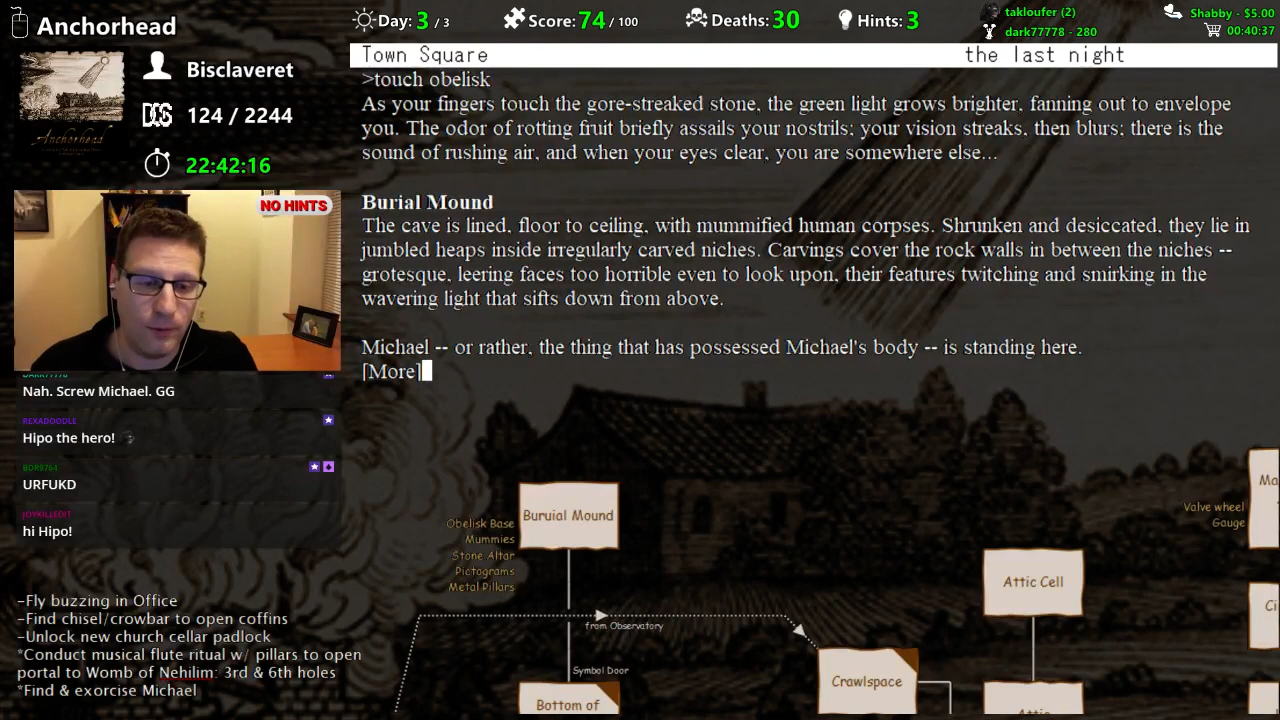 Anchorhead
Day: 3 / 3
Score: 74 / 100
Deaths: 30
Hints: 3
takloufer (2)
dark77778 - 280
Shabby - $5.00
00:40:37
Anchorhead
Bisclaveret
DGS 124 / 2244
22:42:16
NO HINTS
DARK77778
Nah. Screw Michael. GG
REXADOODLE
Hipo the hero!
BDR9764
URFUKD
JOYKILLEDIT
hi Hipo!
-Fly buzzing in Office
-Find chisel/crowbar to open coffins
-Unlock new church cellar padlock
*Conduct musical flute ritual w/ pillars to open
portal to Womb of Nehilim: 3rd & 6th holes
*Find & exorcise Michael
Town Square the last night
>touch obelisk
As your fingers touch the gore-streaked stone, the green light grows brighter, fanning out to envelope
you. The odor of rotting fruit briefly assails your nostrils; your vision streaks, then blurs; there is the
sound of rushing air, and when your eyes clear, you are somewhere else...
Burial Mound
The cave is lined, floor to ceiling, with mummified human corpses. Shrunken and desiccated, they lie in
jumbled heaps inside irregularly carved niches. Carvings cover the rock walls in between the niches --
grotesque, leering faces too horrible even to look upon, their features twitching and smirking in the
wavering light that sifts down from above.
Michael -- or rather, the thing that has possessed Michael's body -- is standing here.
[More]
Buruial Mound
Obelisk Base
Mummies
Stone Altar
Pictograms
Metal Pillars
from Observatory
Symbol Door
Bottom of
Crawlspace
Attic Cell
Attic
Valve wheel
Gauge
Ma
Ci